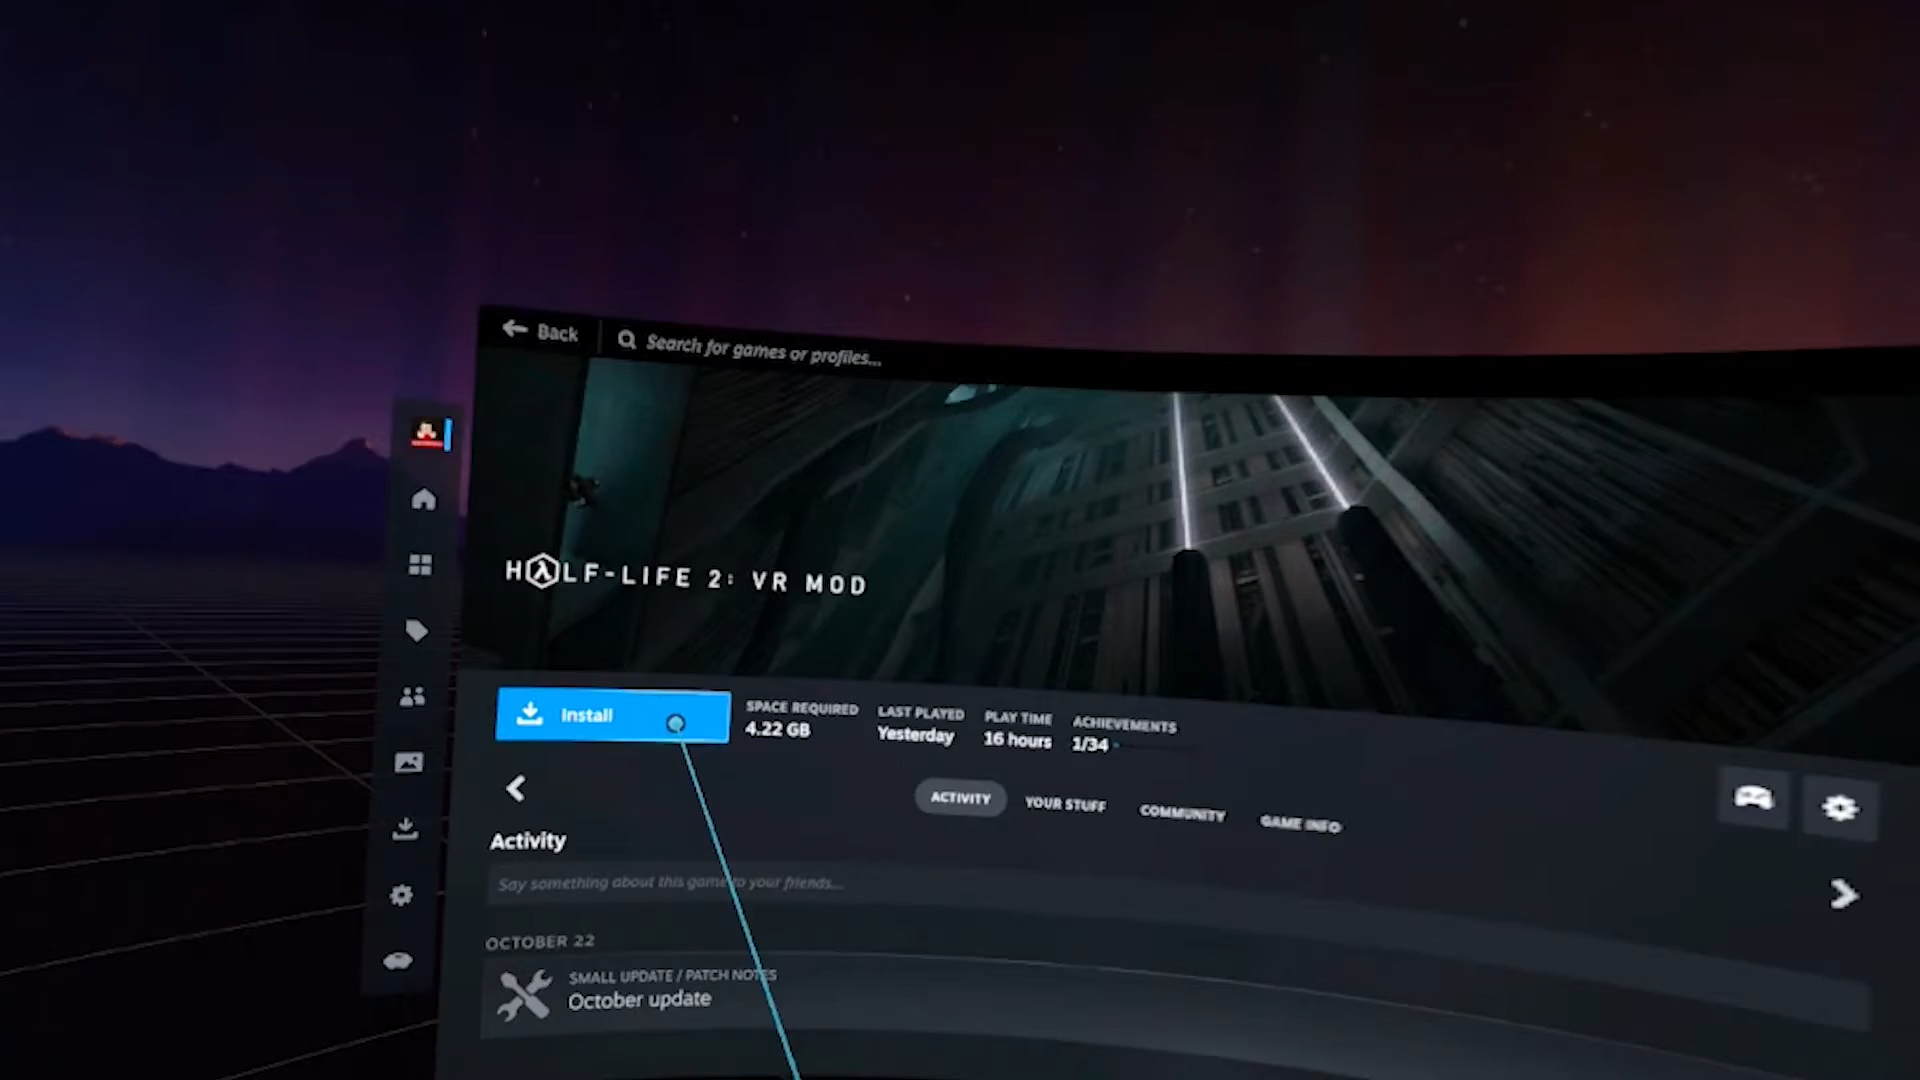 Back
Search for games or profiles...
HALF-LIFE 2: VR MOD
Install
SPACE REQUIRED
4.22 GB
LAST PLAYED
Yesterday
PLAY TIME
16 hours
ACHIEVEMENTS
1/34
ACTIVITY
YOUR STUFF
COMMUNITY
GAME INFO
Activity
Say something about this game to your friends...
OCTOBER 22
SMALL UPDATE / PATCH NOTES
October update